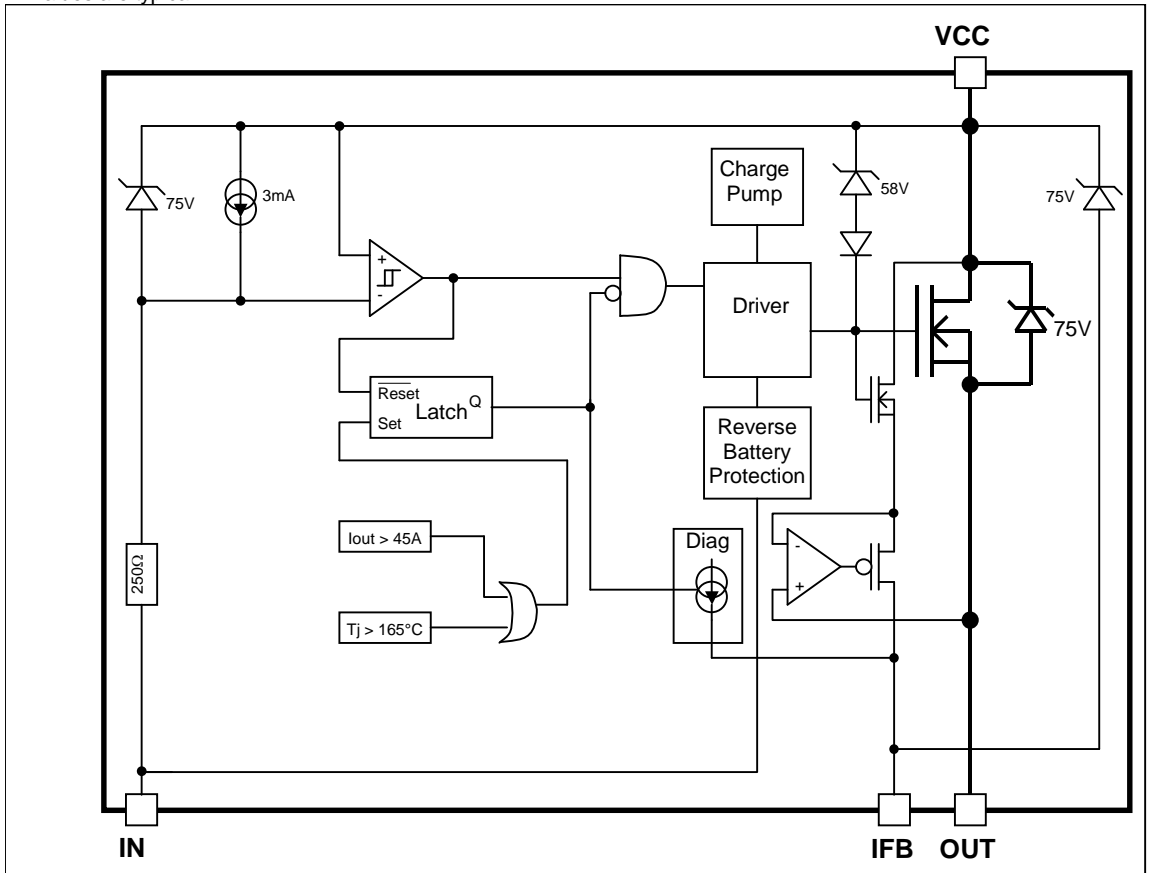 VCC
75V
3mA
Charge
Pump
58V
75V
+
-
Driver
75V
Reset
Latch Q
Set
Reverse
Battery
Protection
Iout > 45A
Diag
-
+
250Ω
Tj > 165°C
IN
IFB
OUT